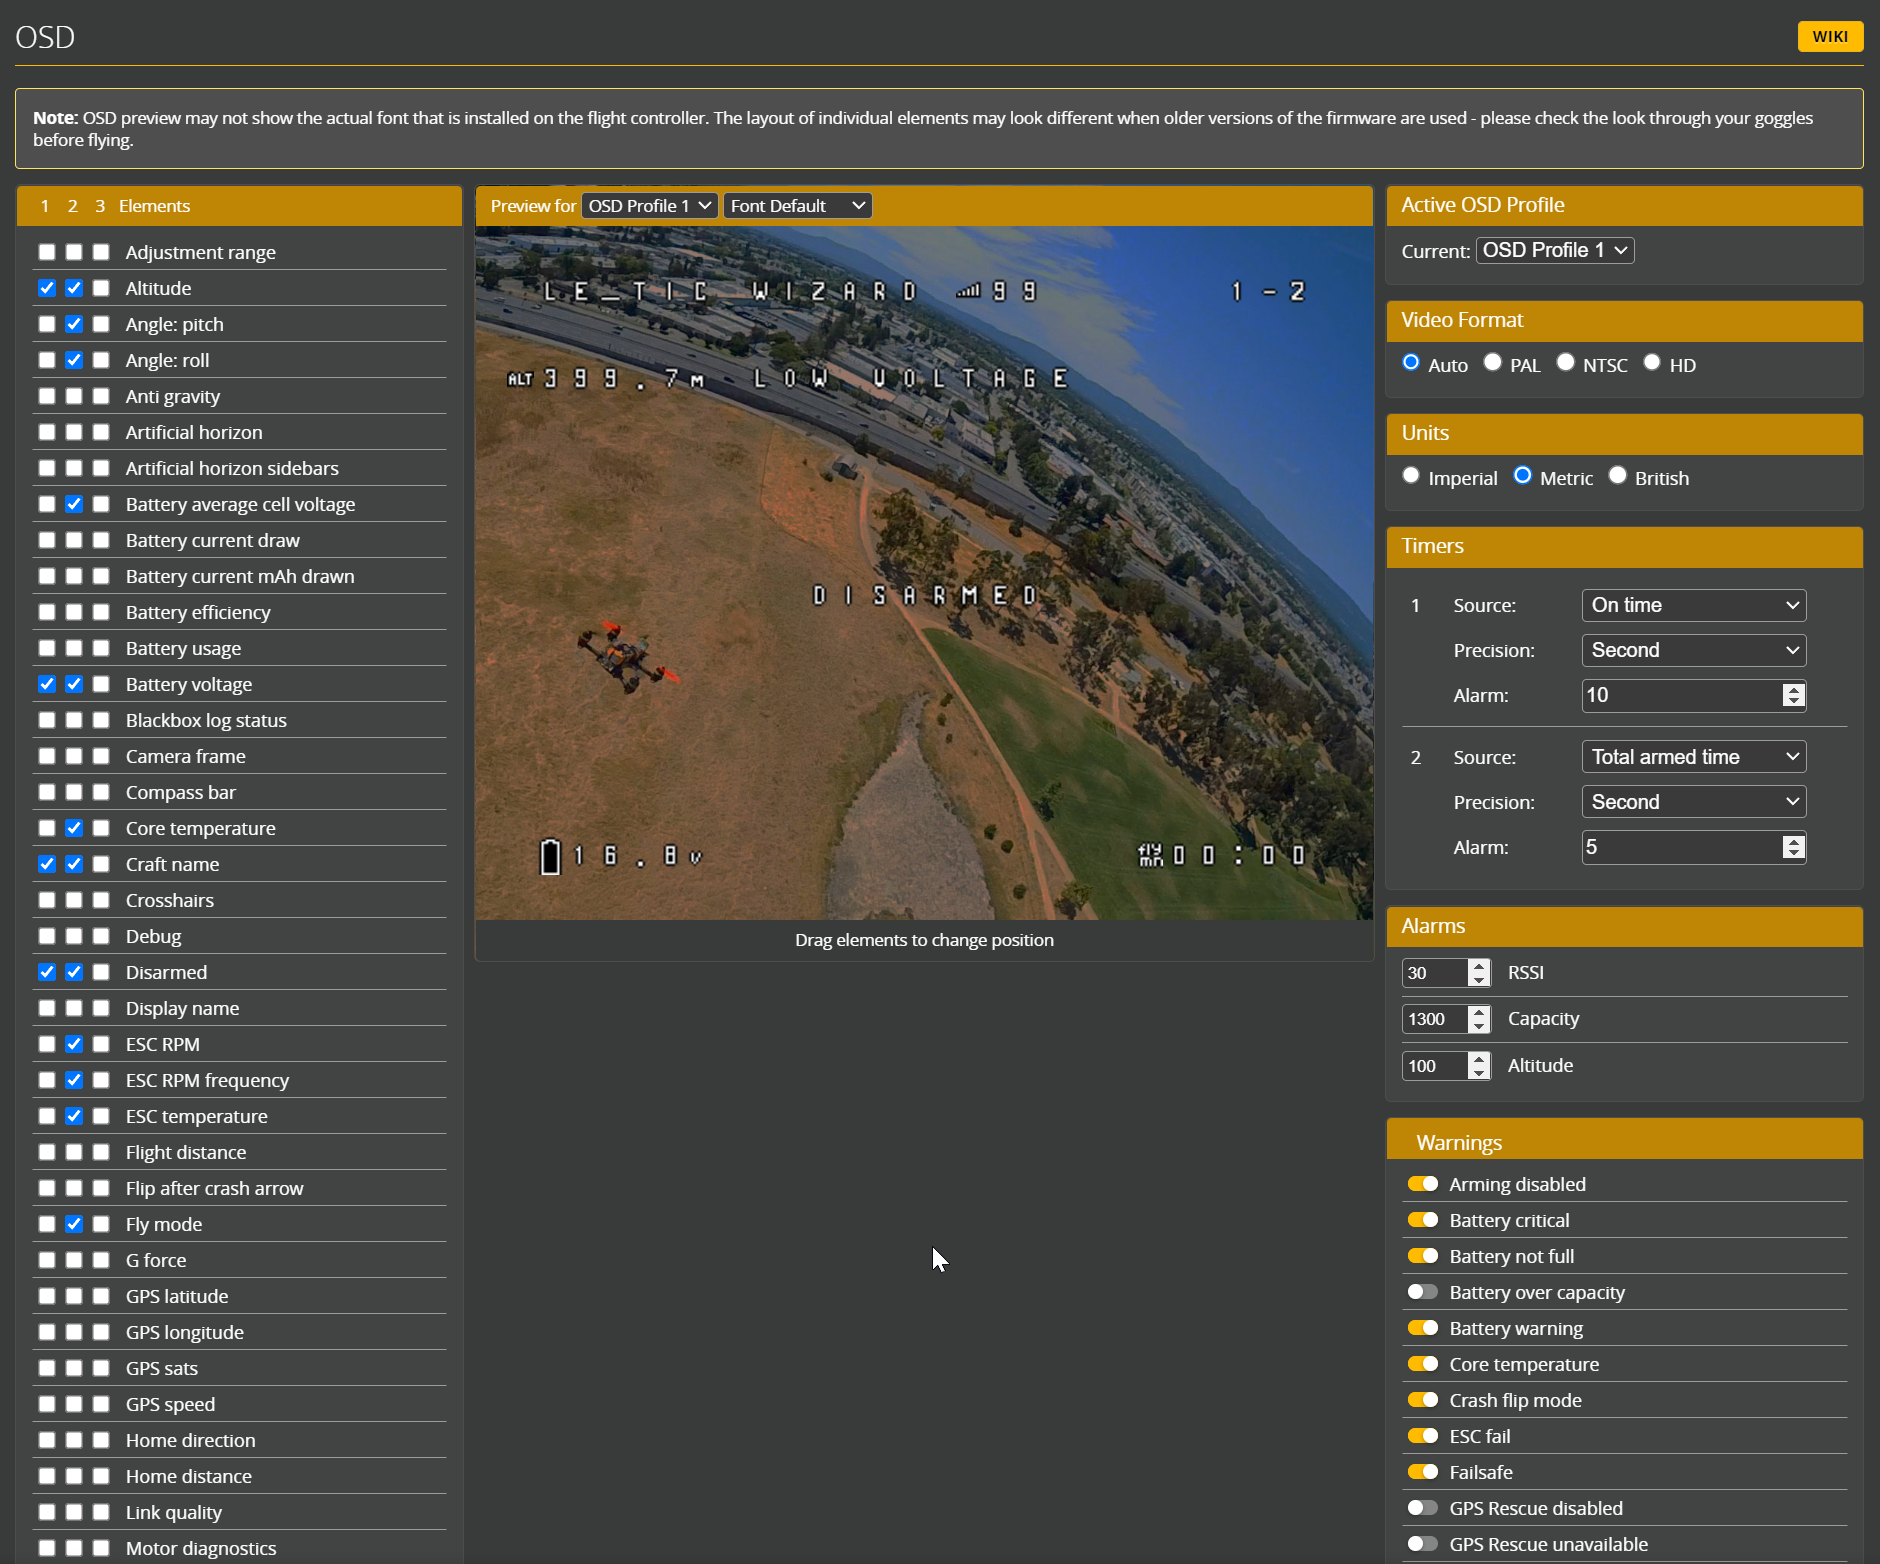 OSD
WIKI
Note: OSD preview may not show the actual font that is installed on the flight controller. The layout of individual elements may look different when older versions of the firmware are used - please check the look through your goggles
before flying.
1 2 3 Elements
Adjustment range
Altitude
Angle: pitch
Angle: roll
Anti gravity
Artificial horizon
Artificial horizon sidebars
Battery average cell voltage
Battery current draw
Battery current mAh drawn
Battery efficiency
Battery usage
Battery voltage
Blackbox log status
Camera frame
Compass bar
Core temperature
Craft name
Crosshairs
Debug
Disarmed
Display name
ESC RPM
ESC RPM frequency
ESC temperature
Flight distance
Flip after crash arrow
Fly mode
G force
GPS latitude
GPS longitude
GPS sats
GPS speed
Home direction
Home distance
Link quality
Motor diagnostics
Preview for OSD Profile 1 Font Default
LE_TIC WIZARD 99 1-2
ALT 399.7M LOW VOLTAGE
DISARMED
16.8V fly mn 00:00
Drag elements to change position
Active OSD Profile
Current: OSD Profile 1
Video Format
Auto PAL NTSC HD
Units
Imperial Metric British
Timers
1 Source: On time
Precision: Second
Alarm: 10
2 Source: Total armed time
Precision: Second
Alarm: 5
Alarms
30 RSSI
1300 Capacity
100 Altitude
Warnings
Arming disabled
Battery critical
Battery not full
Battery over capacity
Battery warning
Core temperature
Crash flip mode
ESC fail
Failsafe
GPS Rescue disabled
GPS Rescue unavailable